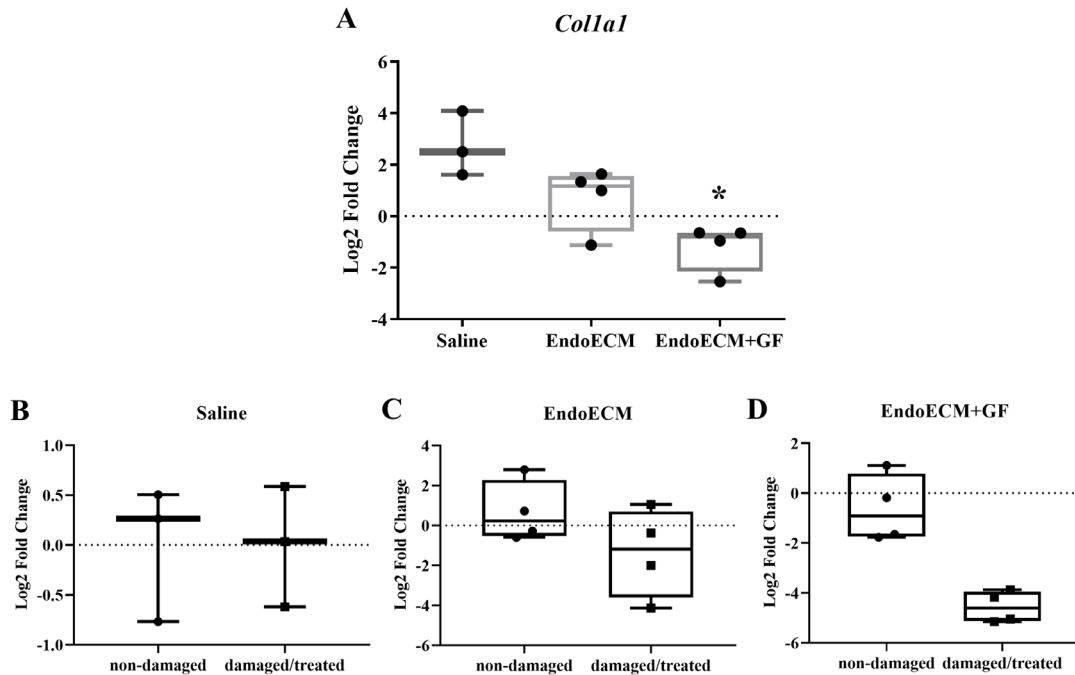 A
Col1a1
Log2 Fold Change
6
4
2
0
-2
-4
*
Saline EndoECM EndoECM+GF
B
Saline
Log2 Fold Change
1.0
0.5
0.0
-0.5
-1.0
non-damaged damaged/treated
C
EndoECM
Log2 Fold Change
4
2
0
-2
-4
-6
non-damaged damaged/treated
D
EndoECM+GF
Log2 Fold Change
2
0
-2
-4
-6
non-damaged damaged/treated